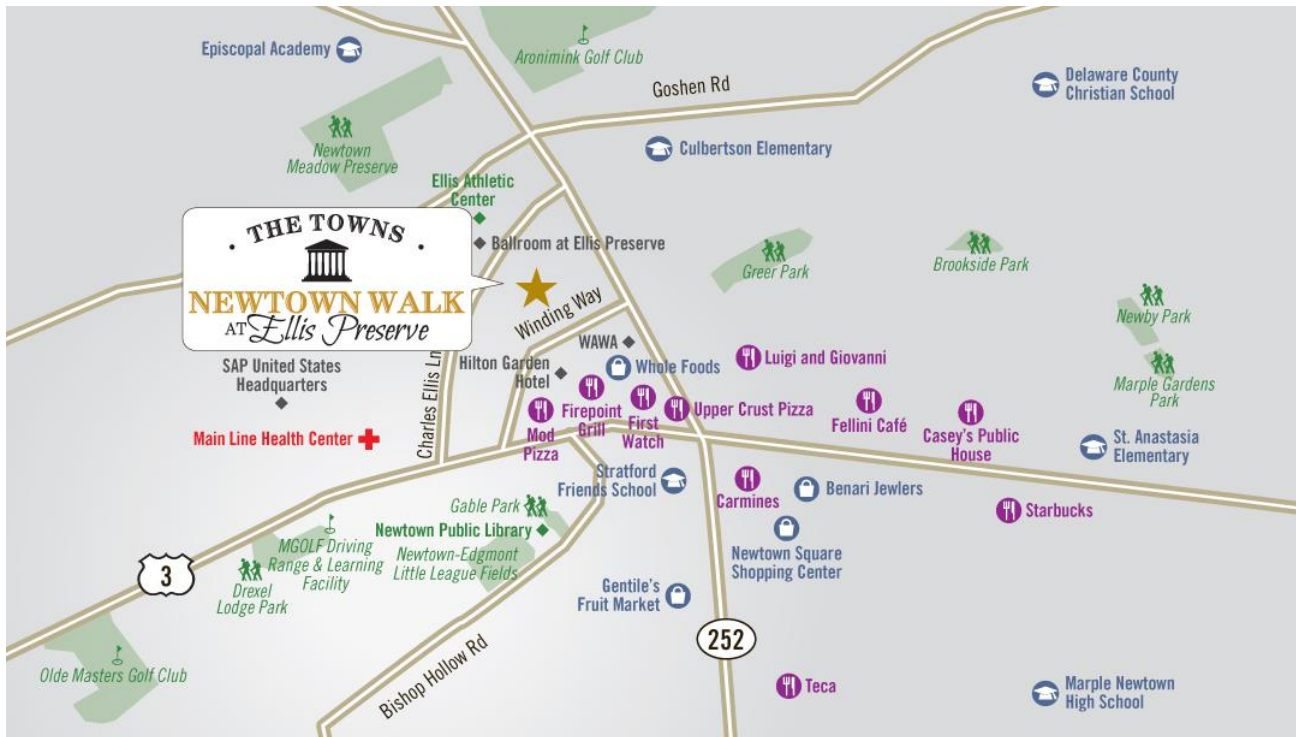 Episcopal Academy
Aronimink Golf Club
Goshen Rd
Delaware County
Christian School
Newtown
Meadow Preserve
Culbertson Elementary
Ellis Athletic
Center
Ballroom at Ellis Preserve
THE TOWNS
NEWTOWN WALK
AT Ellis Preserve
Greer Park
Brookside Park
Newby Park
Marple Gardens
Park
Winding Way
WAWA
Whole Foods
Hilton Garden
Hotel
SAP United States
Headquarters
Charles Ellis Ln
Main Line Health Center
Mod
Pizza
Firepoint
Grill
First
Watch
Upper Crust Pizza
Luigi and Giovanni
Fellini Café
Casey's Public
House
St. Anastasia
Elementary
Stratford
Friends School
Carmines
Benari Jewlers
Starbucks
Newtown Square
Shopping Center
Gable Park
Newtown Public Library
Newtown-Edgmont
Little League Fields
MGOLF Driving
Range & Learning
Facility
Drexel
Lodge Park
3
Olde Masters Golf Club
Bishop Hollow Rd
Gentile's
Fruit Market
252
Teca
Marple Newtown
High School